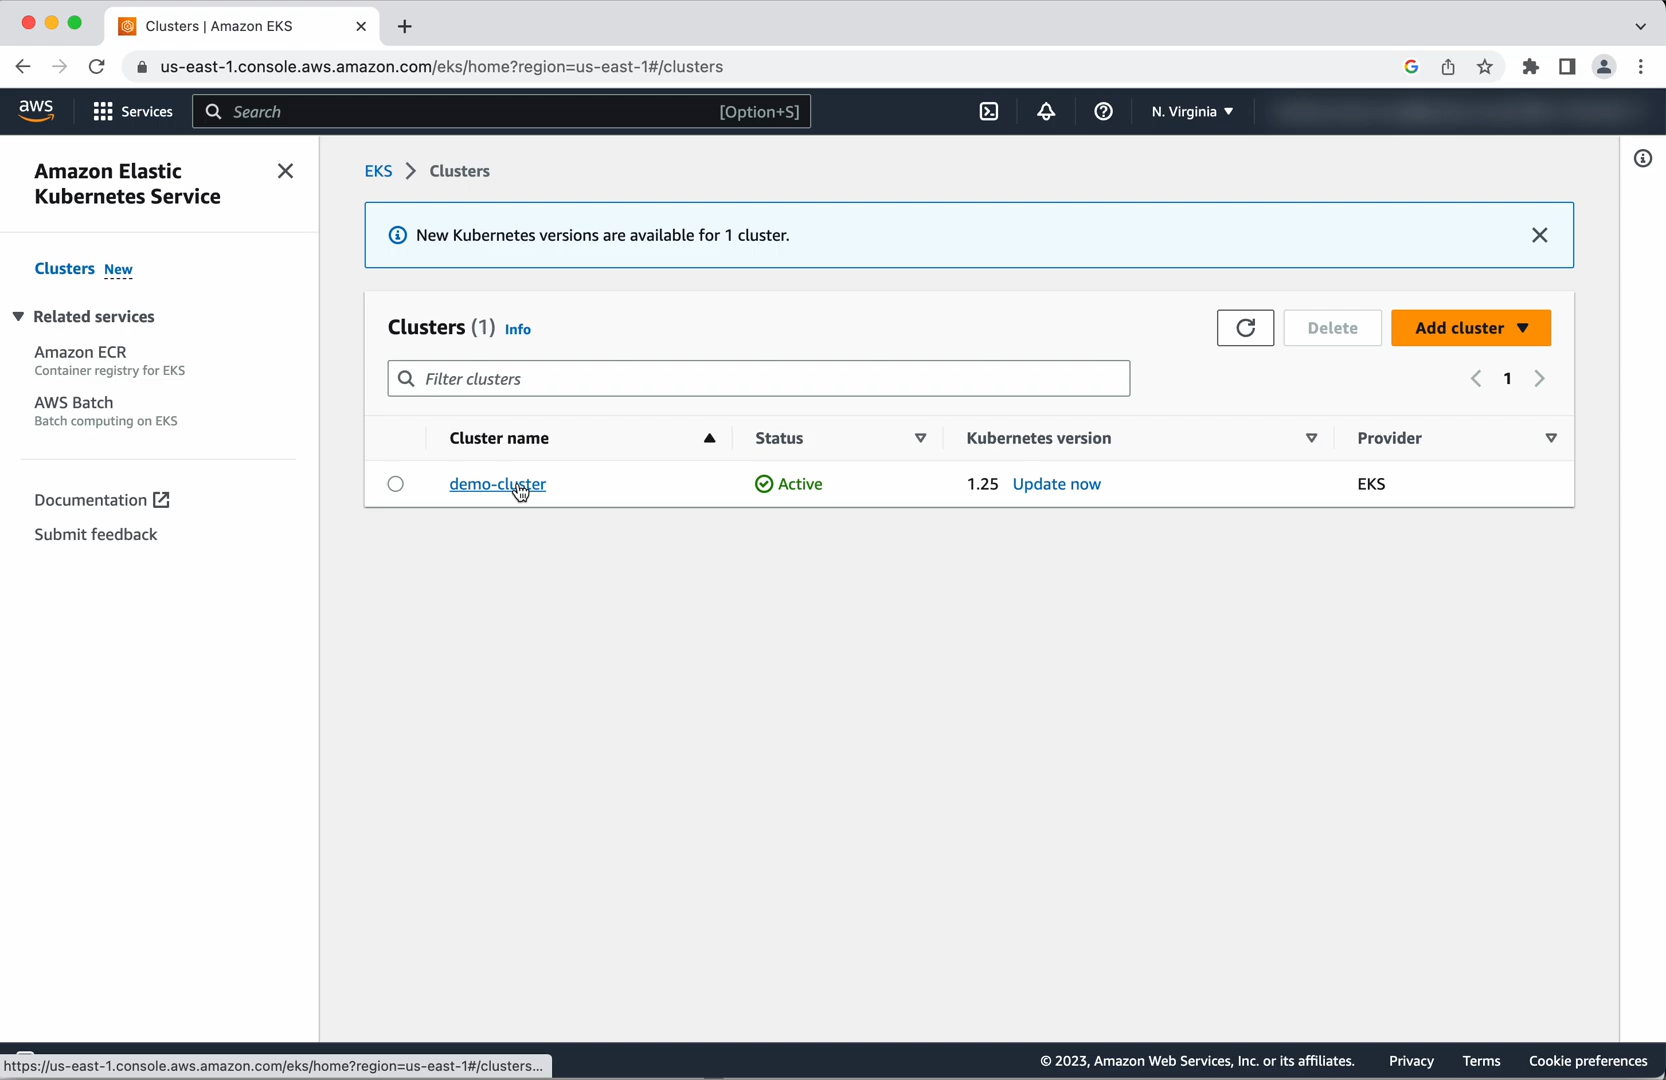 Clusters | Amazon EKS
us-east-1.console.aws.amazon.com/eks/home?region=us-east-1#/clusters
aws
Services
Search
[Option+S]
N. Virginia
Amazon Elastic
Kubernetes Service
Clusters New
Related services
Amazon ECR
Container registry for EKS
AWS Batch
Batch computing on EKS
Documentation
Submit feedback
EKS > Clusters
New Kubernetes versions are available for 1 cluster.
Clusters (1) Info
Delete
Add cluster
Filter clusters
1
Cluster name Status Kubernetes version Provider
demo-cluster Active 1.25 Update now EKS
https://us-east-1.console.aws.amazon.com/eks/home?region=us-east-1#/clusters...
© 2023, Amazon Web Services, Inc. or its affiliates. Privacy Terms Cookie preferences